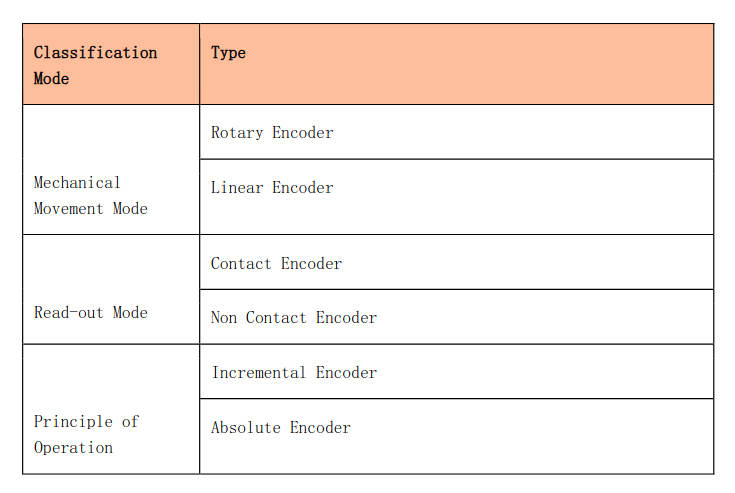 Classification Type
Mode
Rotary Encoder
Mechanical
Movement Mode
Linear Encoder
Contact Encoder
Read-out Mode
Non Contact Encoder
Incremental Encoder
Principle of
Operation
Absolute Encoder